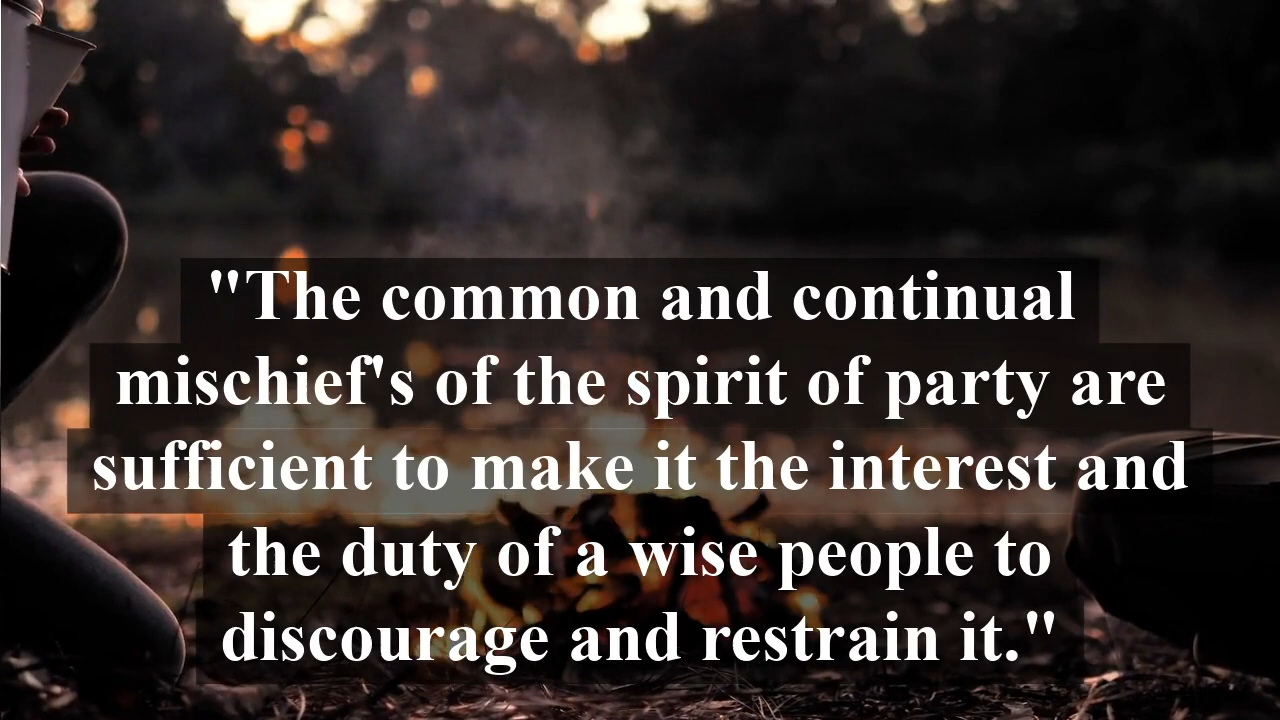 "The common and continual
mischief's of the spirit of party are
sufficient to make it the interest and
the duty of a wise people to
discourage and restrain it."